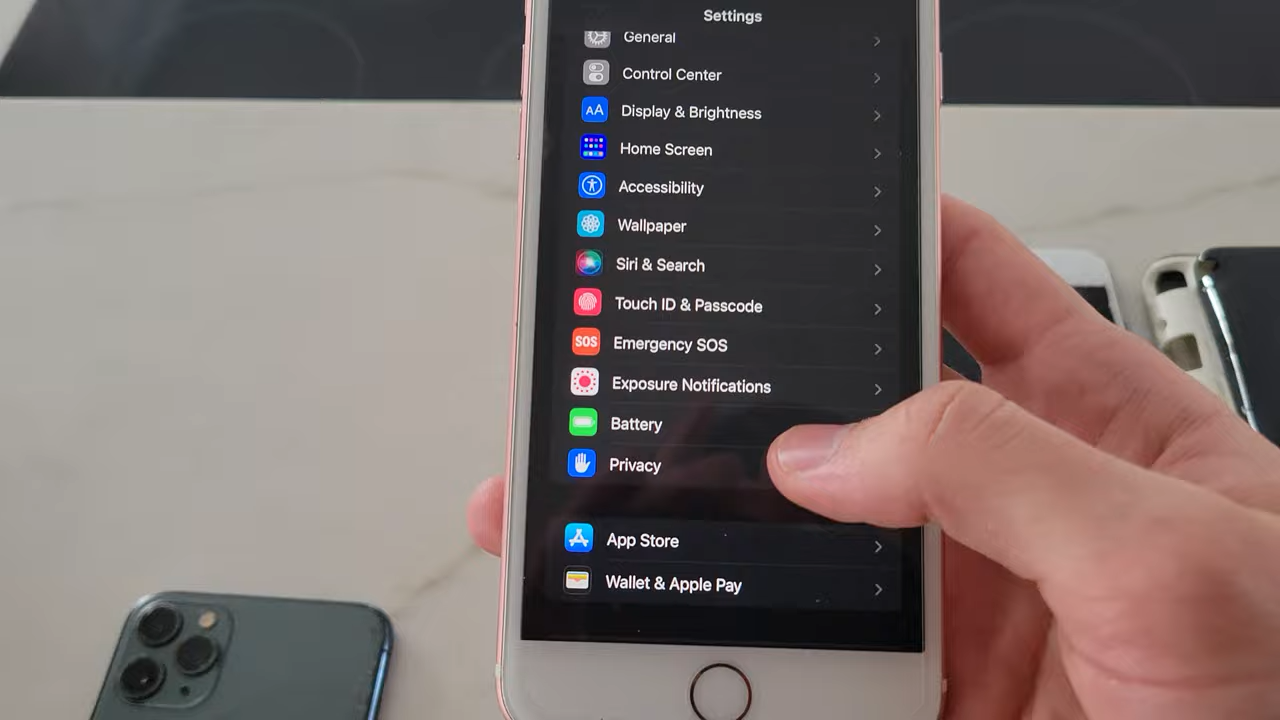 Settings
General
Control Center
AA Display & Brightness
Home Screen
Accessibility
Wallpaper
Siri & Search
Touch ID & Passcode
SOS Emergency SOS
Exposure Notifications
Battery
Privacy
App Store
Wallet & Apple Pay